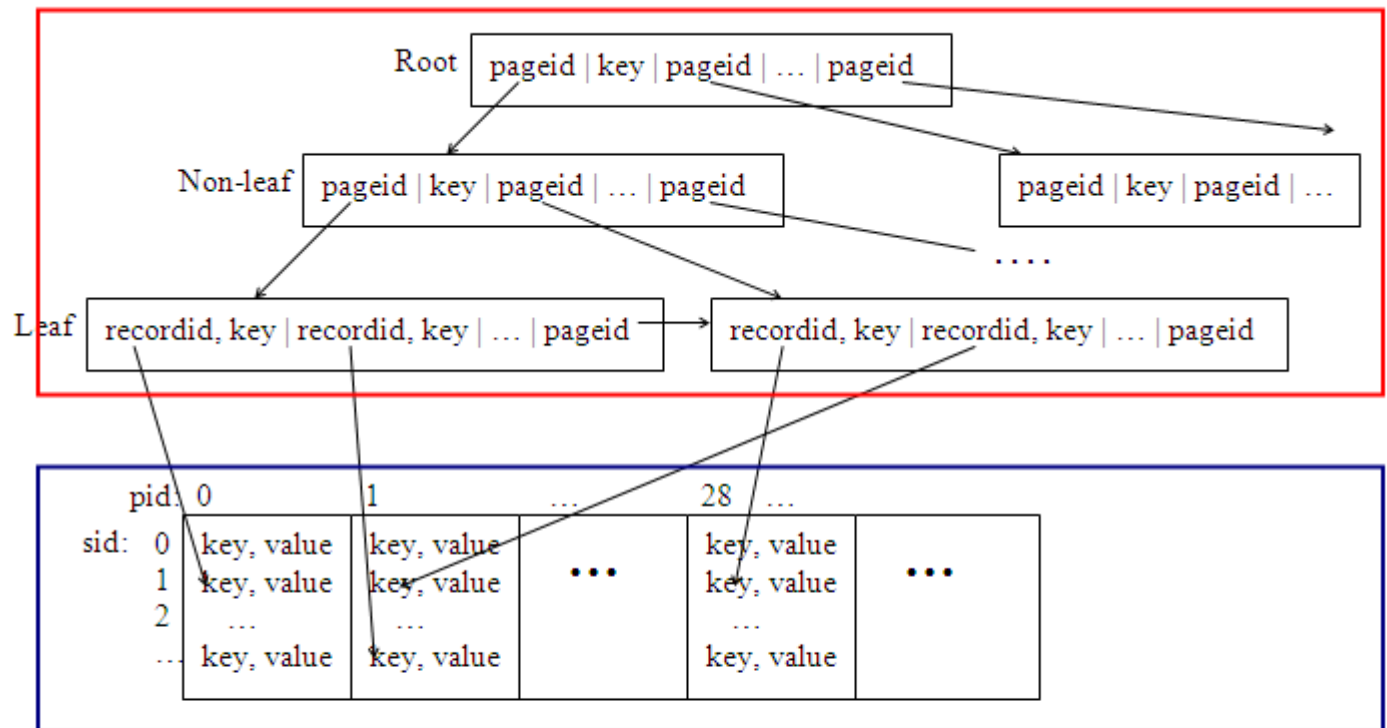 Root pageid | key | pageid | … | pageid
Non-leaf pageid | key | pageid | … | pageid pageid | key | pageid | …
....
Leaf recordid, key | recordid, key | … | pageid recordid, key | recordid, key | … | pageid
pid: 0 1 … 28 …
sid: 0 key, value key, value key, value
1 key, value key, value ... key, value ...
2 … … …
… key, value key, value key, value